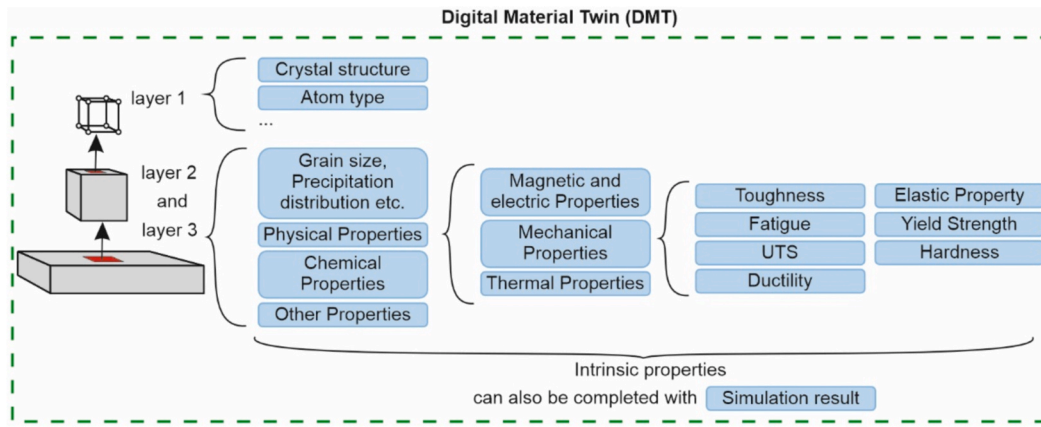 Digital Material Twin (DMT)
layer 1
Crystal structure
Atom type
...
layer 2
and
layer 3
Grain size,
Precipitation
distribution etc.
Physical Properties
Chemical
Properties
Other Properties
Magnetic and
electric Properties
Mechanical
Properties
Thermal Properties
Toughness
Fatigue
UTS
Ductility
Elastic Property
Yield Strength
Hardness
Intrinsic properties
can also be completed with Simulation result